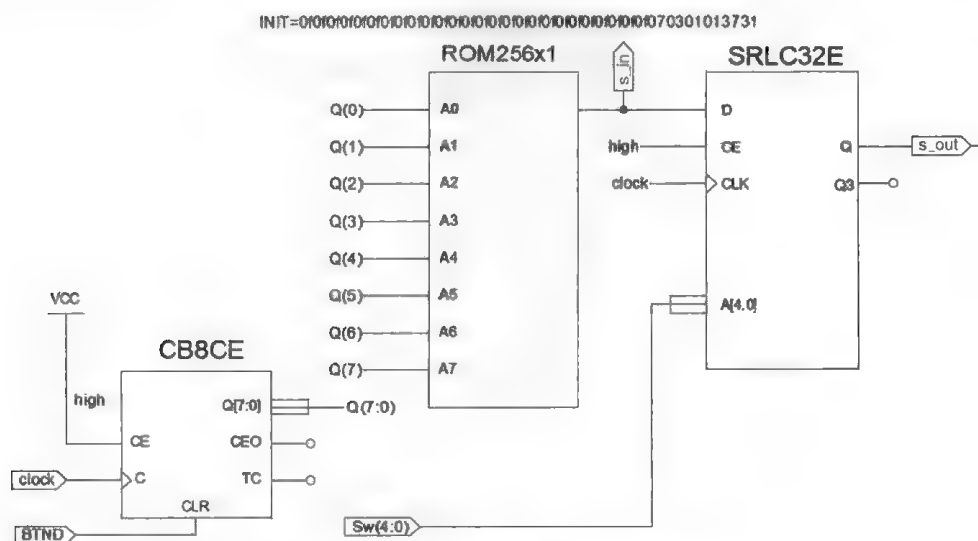 INIT=0f0f0f0f0f0f0f0f0f0f0f0f0f0f0f0f0f0f0f0f0f0f0f0f0f0f070301013731
ROM256x1
s_in
SRLC32E
Q(0)
A0
D
Q(1)
A1
high
CE
Q
s_out
Q(2)
A2
clock
CLK
Q3
Q(3)
A3
Q(4)
A4
Q(5)
A5
A[4.0]
Q(6)
A6
Q(7)
A7
VCC
CB8CE
high
Q[7:0]
Q(7:0)
CE
CEO
clock
C
TC
CLR
BTND
Sw(4:0)